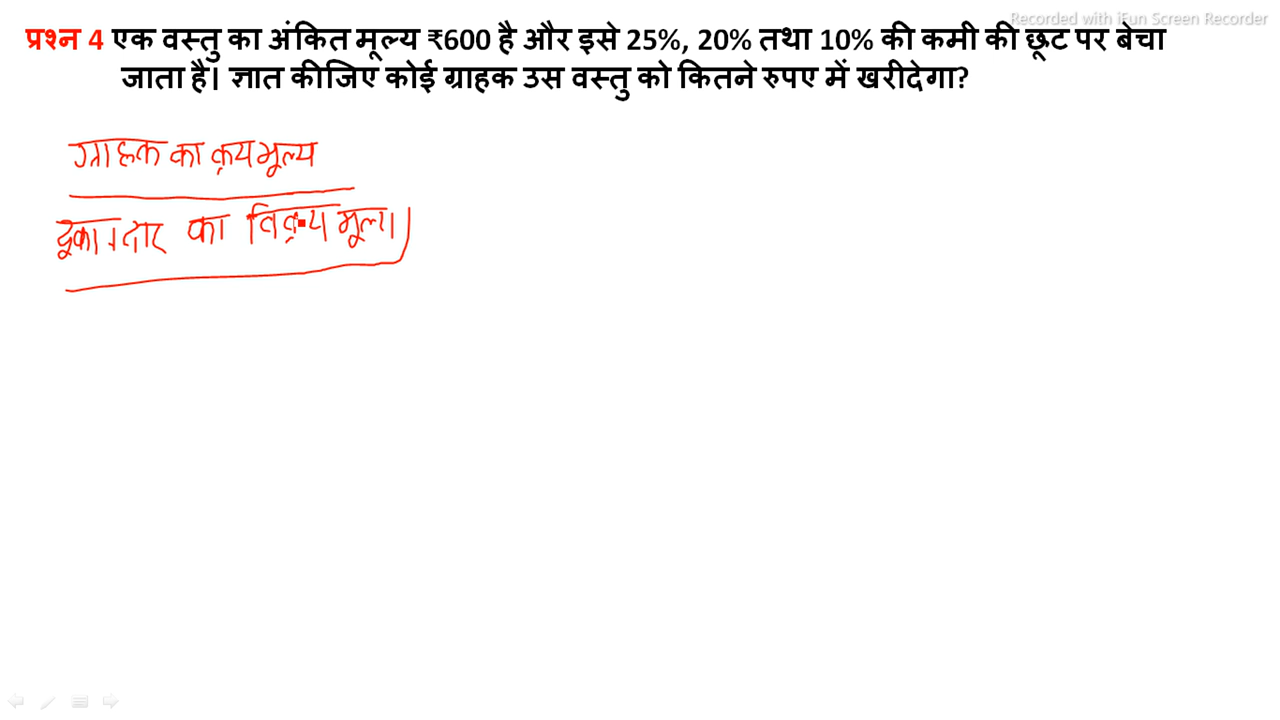 Recorded with iFun Screen Recorder
प्रश्न 4 एक वस्तु का अंकित मूल्य ₹600 है और इसे 25%, 20% तथा 10% की कमी की छूट पर बेचा
जाता है। ज्ञात कीजिए कोई ग्राहक उस वस्तु को कितने रुपए में खरीदेगा?
ग्राहक का क्रय मूल्य
दूकानदार का विक्रय मूल्य